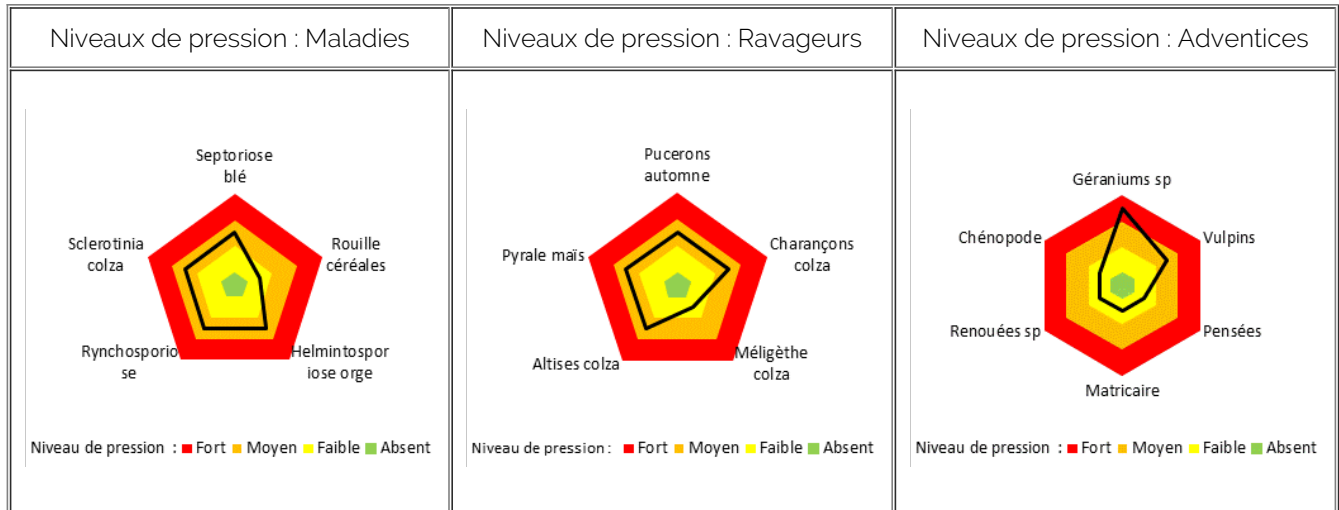 Niveaux de pression : Maladies
Niveaux de pression : Ravageurs
Niveaux de pression : Adventices
Septoriose
blé
Rouille
céréales
Helmintospor
iose orge
Rynchosporio
se
Sclerotinia
colza
Niveau de pression : Fort Moyen Faible Absent
Pucerons
automne
Charançons
colza
Méligèthe
colza
Altises colza
Pyrale maïs
Niveau de pression : Fort Moyen Faible Absent
Géraniums sp
Vulpins
Pensées
Matricaire
Renouées sp
Chénopode
Niveau de pression : Fort Moyen Faible Absent